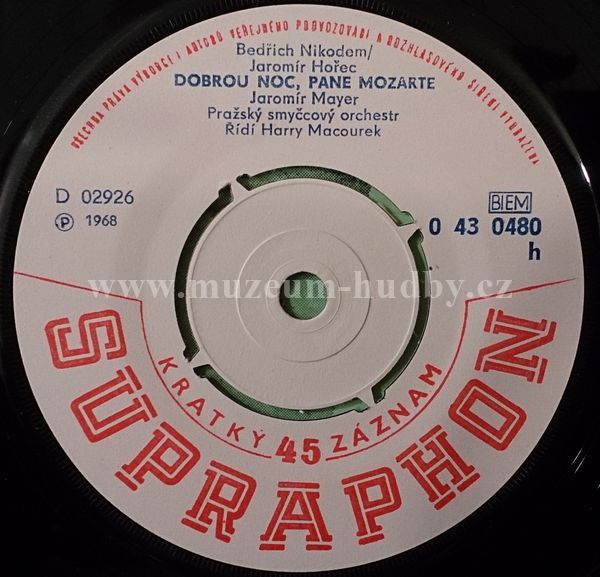 VŠECHNA PRÁVA VÝROBCE I AUTORŮ VEŘEJNÉHO PROVOZOVÁNÍ A ROZHLASOVÉHO ŠÍŘENÍ VYHRAŽENA
Bedřich Nikodem/
Jaromír Hořec
DOBROU NOC, PANE MOZARTE
Jaromír Mayer
Pražský smyčcový orchestr
Řídí Harry Macourek
D 02926
Ⓟ 1968
BIEM
0 43 0480
h
www.muzeum-hudby.cz
KRATKÝ 45 ZÁZNAM
SUPRAPHON